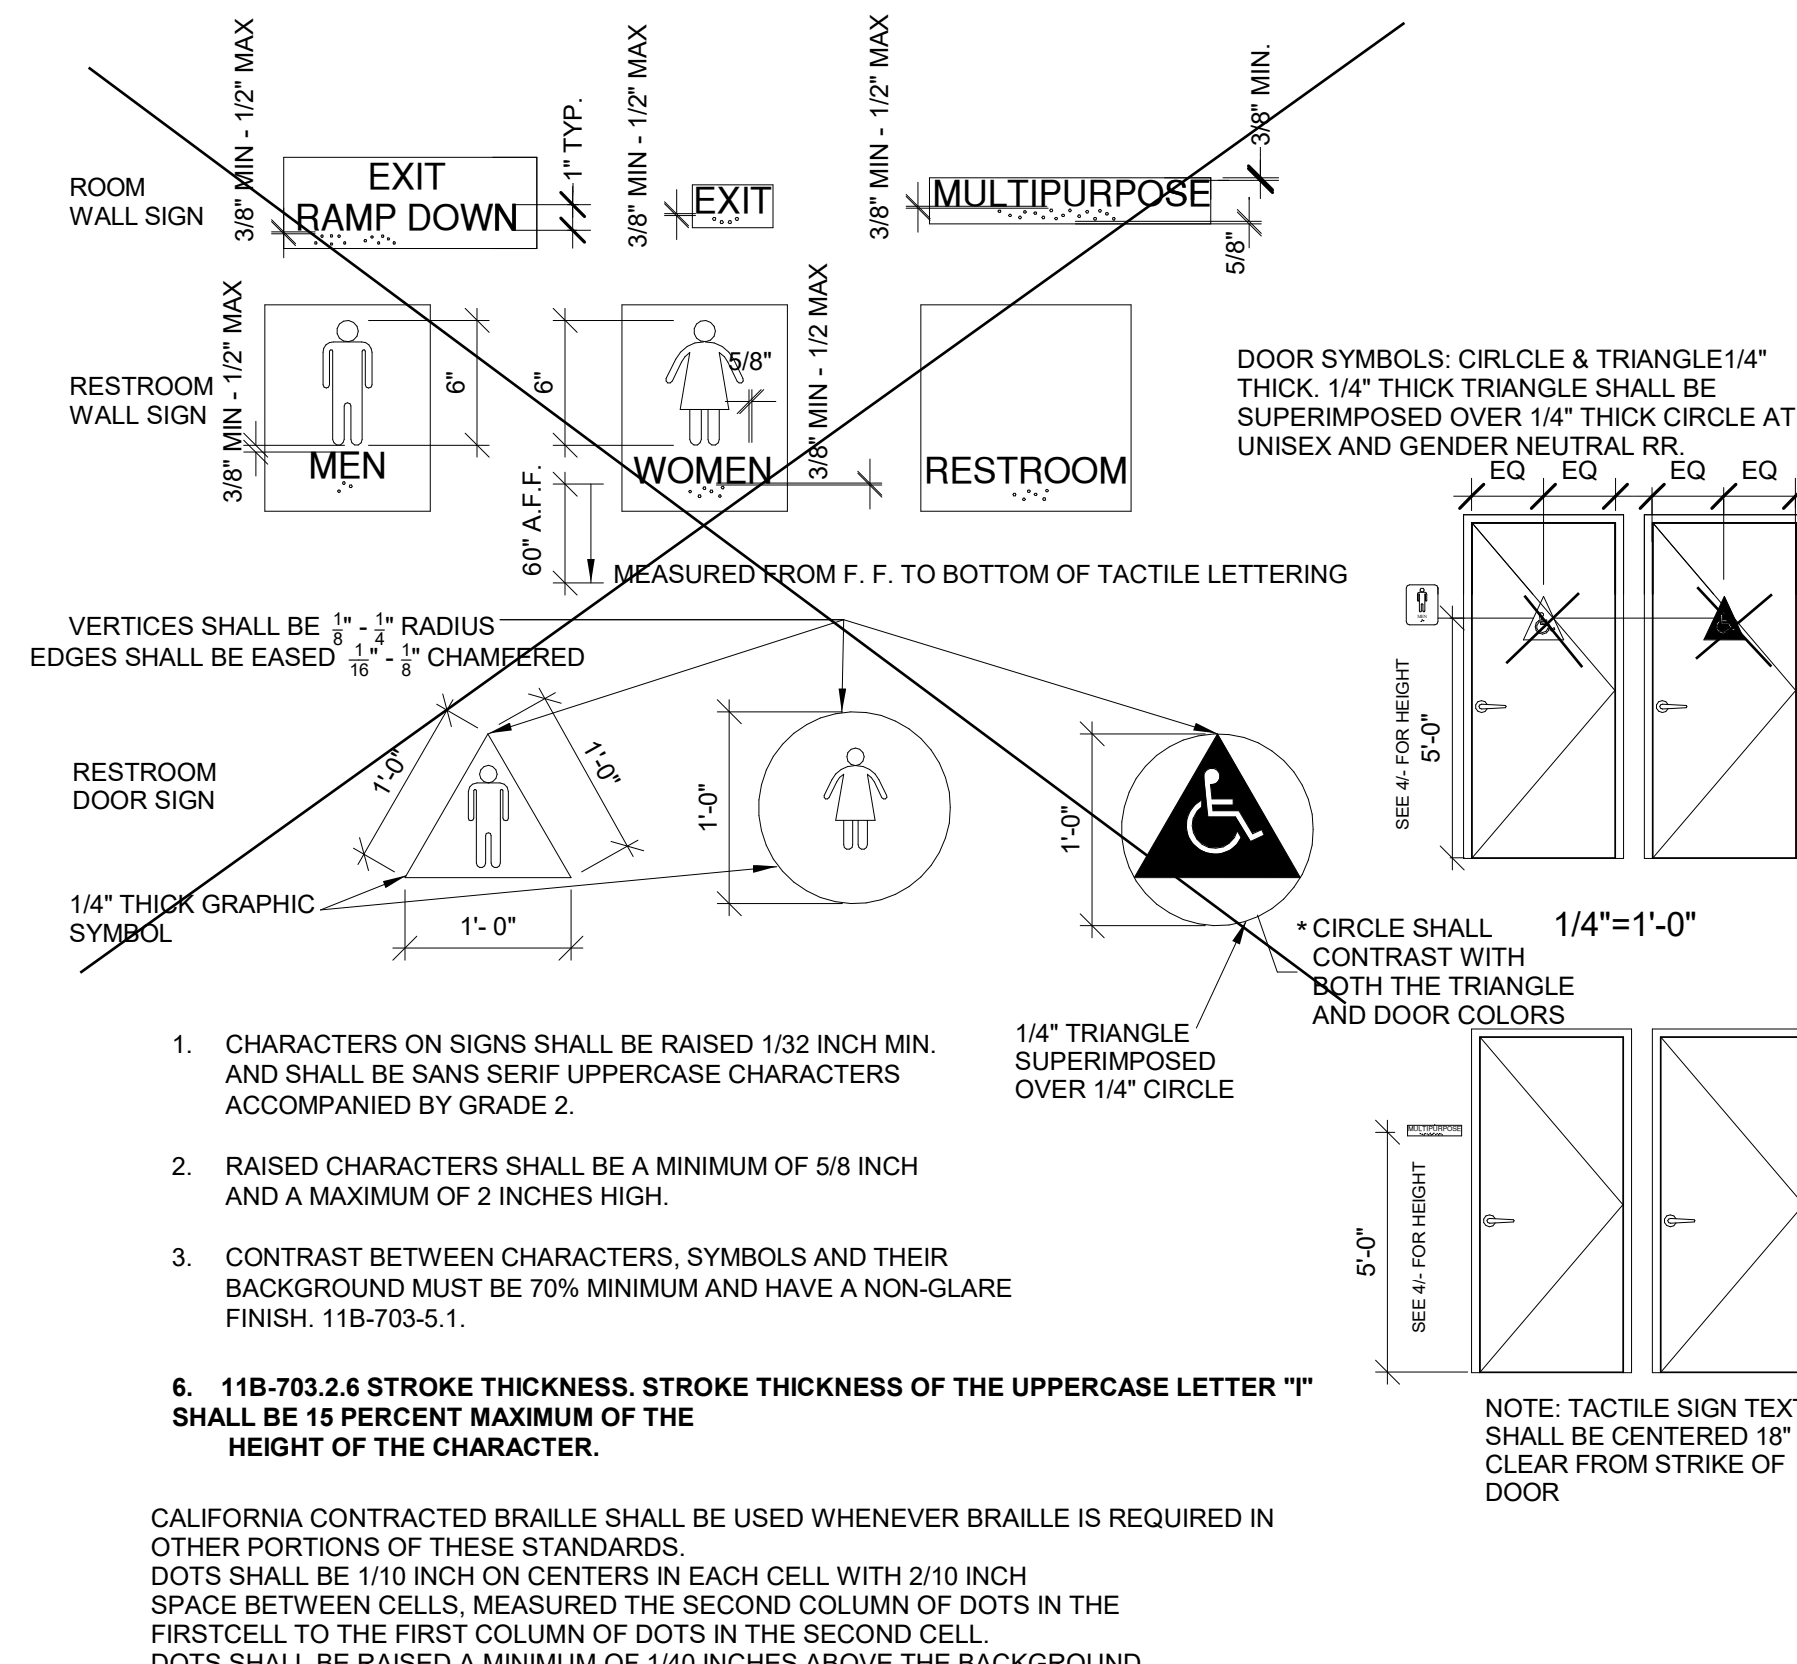 3/8" MIN - 1/2" MAX
1" TYP.
3/8" MIN - 1/2" MAX
3/8" MIN - 1/2" MAX
3/8" MIN.
ROOM
WALL SIGN
EXIT
RAMP DOWN
EXIT
MULTIPURPOSE
5/8"
RESTROOM
WALL SIGN
3/8" MIN - 1/2" MAX
6"
MEN
6"
5/8"
WOMEN
3/8" MIN - 1/2 MAX
RESTROOM
60" A.F.F.
MEASURED FROM F. F. TO BOTTOM OF TACTILE LETTERING
DOOR SYMBOLS: CIRLCLE & TRIANGLE1/4"
THICK. 1/4" THICK TRIANGLE SHALL BE
SUPERIMPOSED OVER 1/4" THICK CIRCLE AT
UNISEX AND GENDER NEUTRAL RR.
EQ EQ EQ EQ
MEN
SEE 4/- FOR HEIGHT
5'-0"
VERTICES SHALL BE 1/8" - 1/4" RADIUS
EDGES SHALL BE EASED 1/16" - 1/8" CHAMFERED
RESTROOM
DOOR SIGN
1'-0"
1'-0"
1'-0"
1'-0"
1/4" THICK GRAPHIC
SYMBOL
1'- 0"
* CIRCLE SHALL
CONTRAST WITH
BOTH THE TRIANGLE
AND DOOR COLORS
1/4"=1'-0"
1/4" TRIANGLE
SUPERIMPOSED
OVER 1/4" CIRCLE
1. CHARACTERS ON SIGNS SHALL BE RAISED 1/32 INCH MIN.
AND SHALL BE SANS SERIF UPPERCASE CHARACTERS
ACCOMPANIED BY GRADE 2.
2. RAISED CHARACTERS SHALL BE A MINIMUM OF 5/8 INCH
AND A MAXIMUM OF 2 INCHES HIGH.
3. CONTRAST BETWEEN CHARACTERS, SYMBOLS AND THEIR
BACKGROUND MUST BE 70% MINIMUM AND HAVE A NON-GLARE
FINISH. 11B-703-5.1.
MULTIPURPOSE
5'-0"
SEE 4/- FOR HEIGHT
6. 11B-703.2.6 STROKE THICKNESS. STROKE THICKNESS OF THE UPPERCASE LETTER "I"
SHALL BE 15 PERCENT MAXIMUM OF THE
HEIGHT OF THE CHARACTER.
NOTE: TACTILE SIGN TEXT
SHALL BE CENTERED 18"
CLEAR FROM STRIKE OF
DOOR
CALIFORNIA CONTRACTED BRAILLE SHALL BE USED WHENEVER BRAILLE IS REQUIRED IN
OTHER PORTIONS OF THESE STANDARDS.
DOTS SHALL BE 1/10 INCH ON CENTERS IN EACH CELL WITH 2/10 INCH
SPACE BETWEEN CELLS, MEASURED THE SECOND COLUMN OF DOTS IN THE
FIRSTCELL TO THE FIRST COLUMN OF DOTS IN THE SECOND CELL.
DOTS SHALL BE RAISED A MINIMUM OF 1/40 INCHES ABOVE THE BACKGROUND